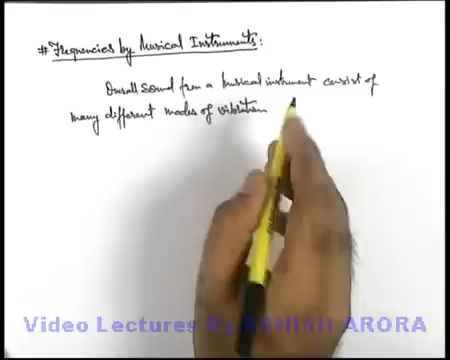 # Frequencies by Musical Instruments :
Overall sound from a Musical instrument consist of
many different modes of vibration
Video Lectures By ASHISH ARORA